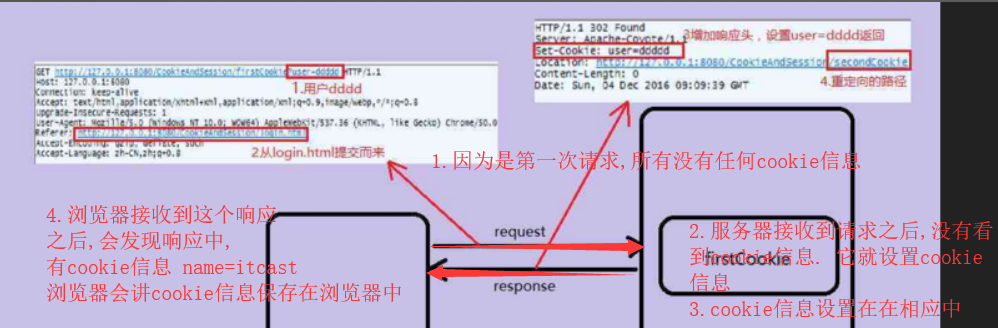 HTTP/1.1 302 Found
Server: Apache-Coyote/1.1
3增加响应头，设置user=dddd返回
Set-Cookie: user=ddddd
Location: http://127.0.0.1:8080/CookieAndSession/secondCookie
Content-Length: 0
4.重定向的路径
Date: Sun, 04 Dec 2016 09:09:39 GMT
GET http://127.0.0.1:8080/CookieAndSession/firstCookie?user=ddddd HTTP/1.1
Host: 127.0.0.1:8080
1.用户dddd
Connection: keep-alive
Accept: text/html,application/xhtml+xml,application/xml;q=0.9,image/webp,*/*;q=0.8
Upgrade-Insecure-Requests: 1
User-Agent: Mozilla/5.0 (Windows NT 10.0; WOW64) AppleWebKit/537.36 (KHTML, like Gecko) Chrome/50.0
Referer: http://127.0.0.1:8080/CookieAndSession/login.html
Accept-Encoding: gzip, deflate, sdch
2从login.html提交而来
Accept-Language: zh-CN,zh;q=0.8
1.因为是第一次请求,所有没有任何cookie信息
4.浏览器接收到这个响应
之后,会发现响应中,
有cookie信息 name=itcast
浏览器会讲cookie信息保存在浏览器中
request
response
2.服务器接收到请求之后,没有看
到cookie信息. 它就设置cookie
信息
firstCookie
3.cookie信息设置在在相应中